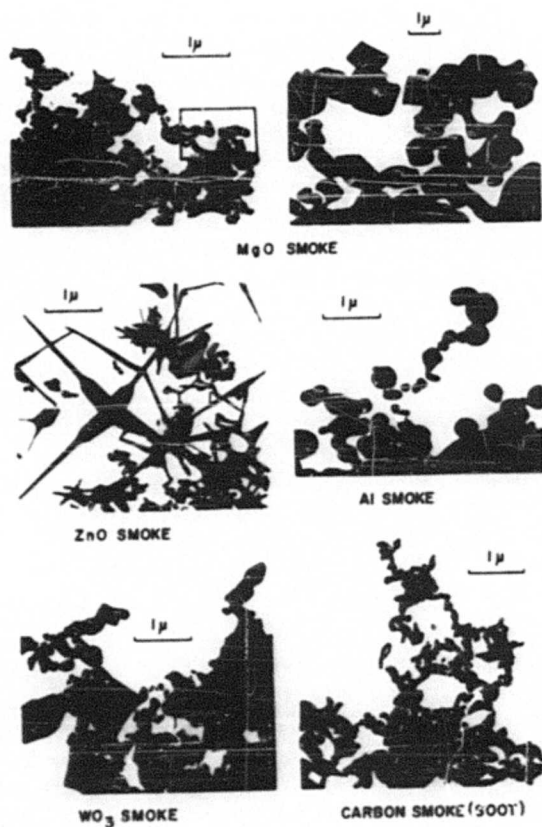 1μ
1μ
MgO SMOKE
1μ
1μ
ZnO SMOKE
Al SMOKE
1μ
1μ
WO₃ SMOKE
CARBON SMOKE (SOOT)